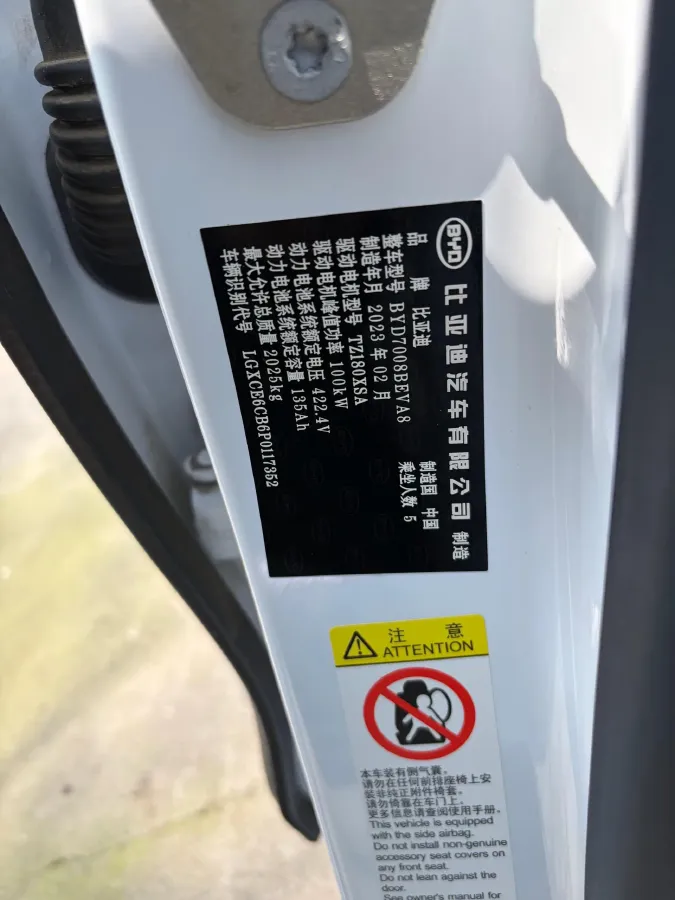 BYD 比亚迪汽车有限公司 制造
品 牌 比亚迪 制造国 中国
整车型号 BYD7008BEVA8 乘坐人数 5
制造年月 2023 年 02 月
驱动电机型号 TZ180XSA
驱动电机峰值功率 100kW
动力电池系统额定电压 422.4V
动力电池系统额定容量 135Ah
最大允许总质量 2025kg
车辆识别代号 LGXCE6CB6P0117352
注 意
ATTENTION
本车装有侧气囊。
请勿在任何前排座椅上安
装非纯正附件椅套。
请勿倚靠在车门上。
更多信息请查阅使用手册。
This vehicle is equipped
with the side airbag.
Do not install non-genuine
accessory seat covers on
any front seat.
Do not lean against the
door.
See owner's manual for